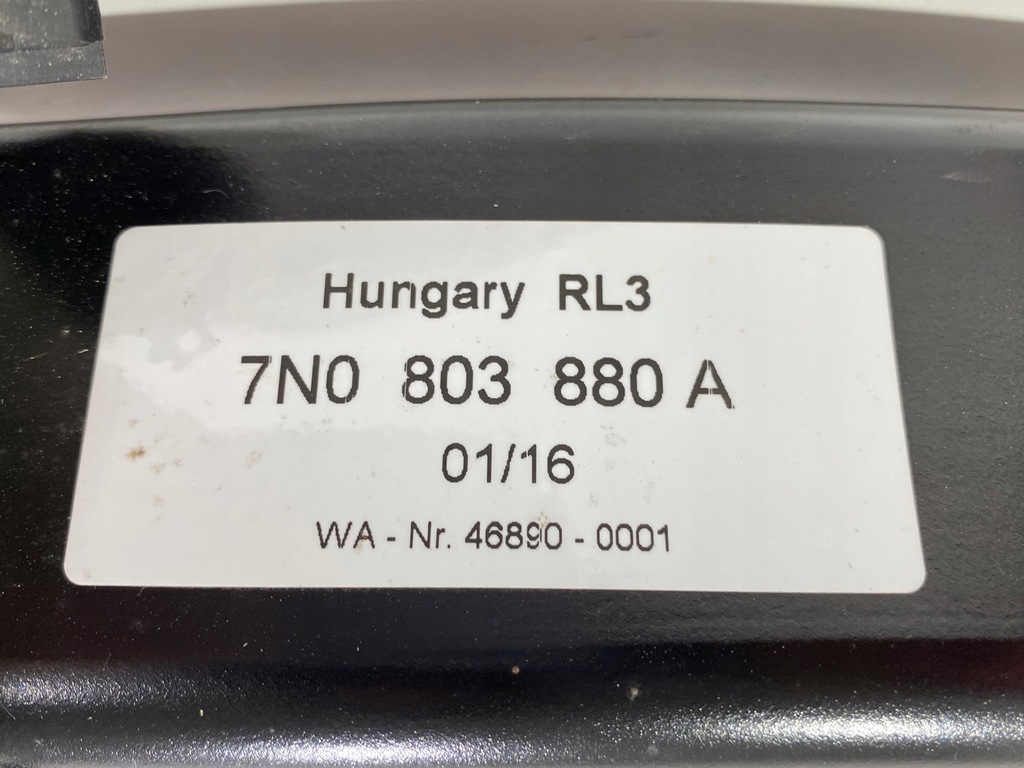 Hungary RL3
7N0 803 880 A
01/16
WA - Nr. 46890 - 0001